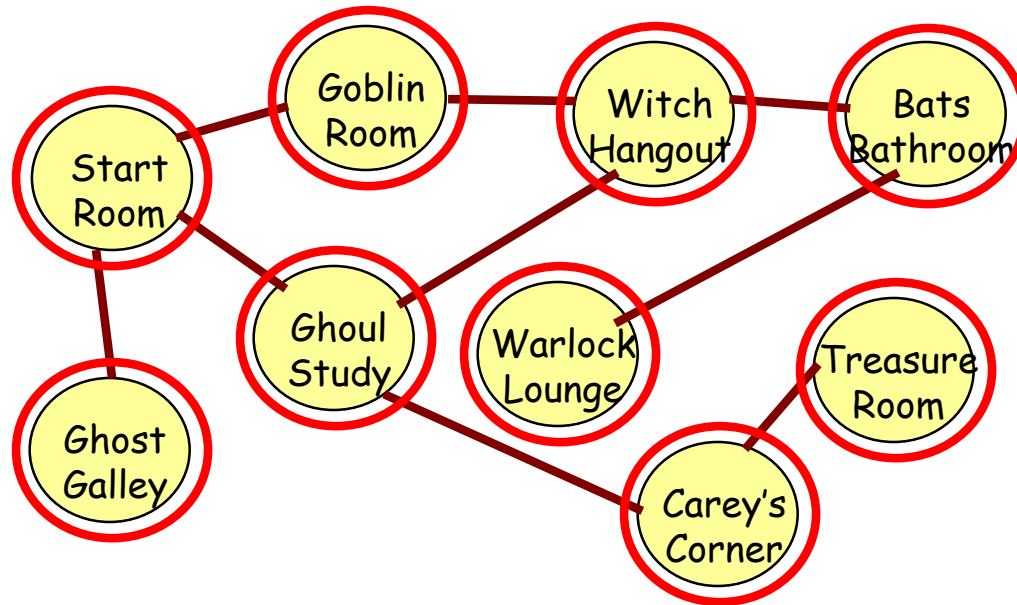 Goblin
Room
Witch
Hangout
Bats
Bathroom
Start
Room
Ghoul
Study
Warlock
Lounge
Treasure
Room
Ghost
Galley
Carey's
Corner